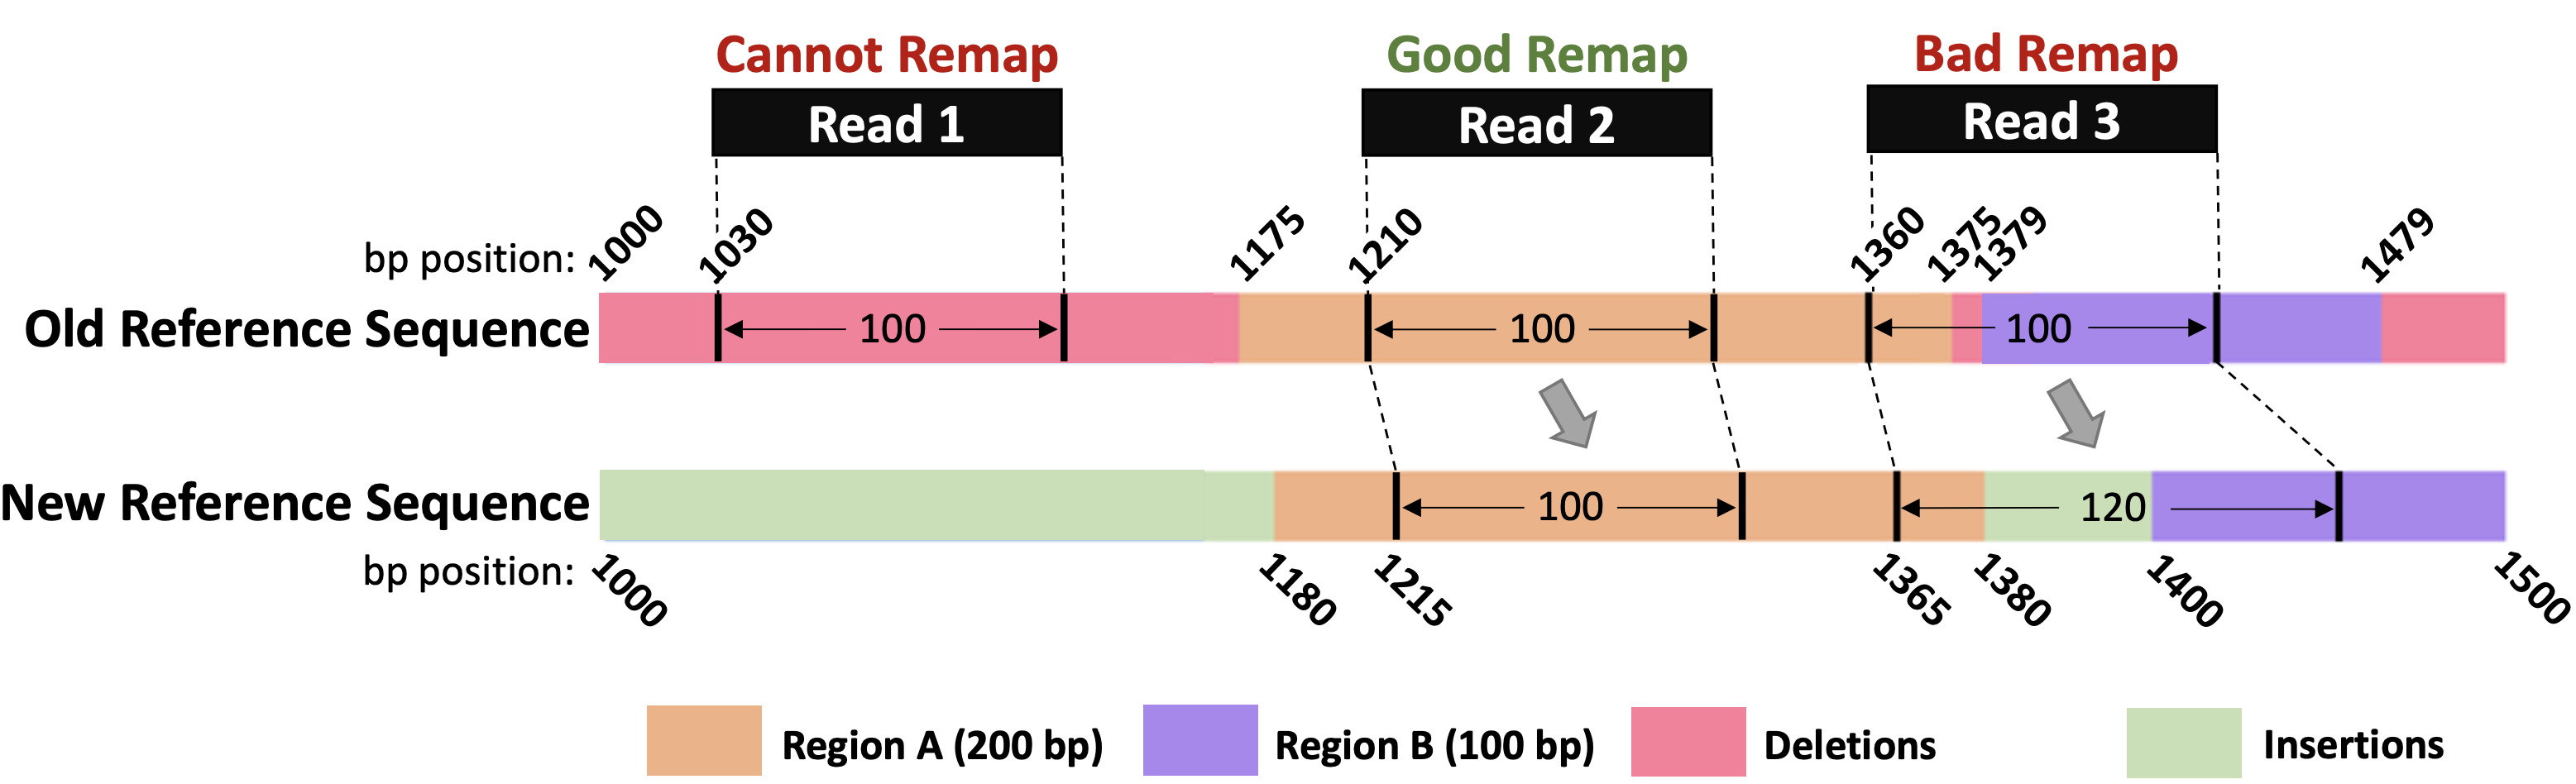 Cannot Remap Good Remap Bad Remap
Read 1 Read 2 Read 3
bp position: 1000 1030 1175 1210 1360 1375 1379 1479
Old Reference Sequence 100 100 100
New Reference Sequence 100 120
bp position: 1000 1180 1215 1365 1380 1400 1500
Region A (200 bp) Region B (100 bp) Deletions Insertions